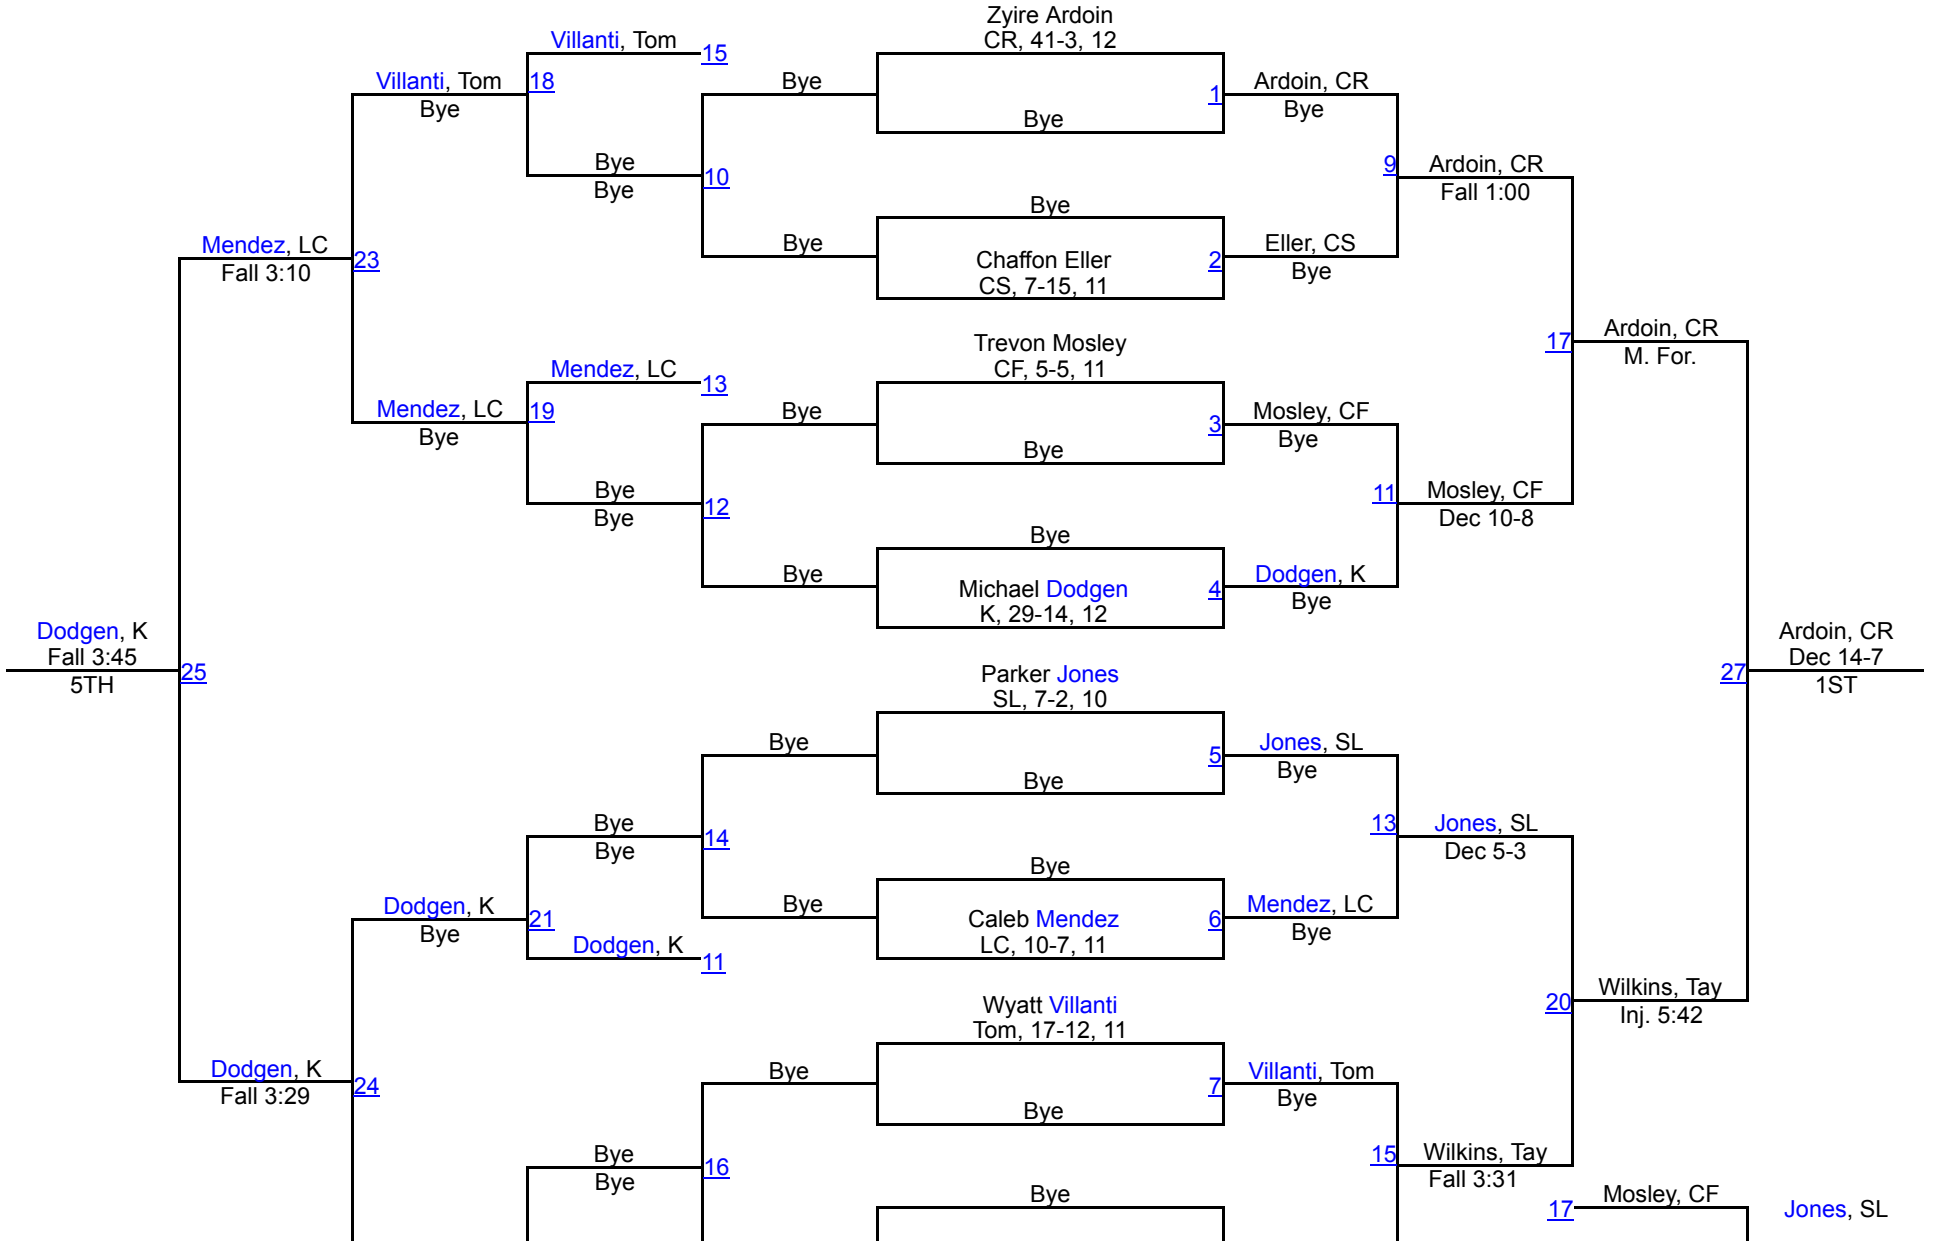 Zyire Ardoin
CR, 41-3, 12
Villanti, Tom
15
Villanti, Tom
18
Bye
Ardoin, CR
Bye
1
Bye
Bye
Bye
9
Ardoin, CR
Fall 1:00
Bye
Bye
10
Bye
Mendez, LC
Fall 3:10
23
Bye
Chaffon Eller
CS, 7-15, 11
2
Eller, CS
Bye
Trevon Mosley
CF, 5-5, 11
17
Ardoin, CR
M. For.
Mendez, LC
13
Mendez, LC
Bye
19
Bye
3
Mosley, CF
Bye
Bye
Bye
Bye
12
11
Mosley, CF
Dec 10-8
Bye
Bye
Michael Dodgen
K, 29-14, 12
4
Dodgen, K
Bye
Dodgen, K
Fall 3:45
5TH
25
Ardoin, CR
Dec 14-7
1ST
27
Parker Jones
SL, 7-2, 10
Bye
5
Jones, SL
Bye
Bye
Bye
Bye
14
13
Jones, SL
Dec 5-3
Bye
Dodgen, K
Bye
21
Bye
Caleb Mendez
LC, 10-7, 11
6
Mendez, LC
Bye
Dodgen, K
11
Wyatt Villanti
Tom, 17-12, 11
20
Wilkins, Tay
Inj. 5:42
Dodgen, K
Fall 3:29
24
Bye
7
Villanti, Tom
Bye
Bye
Bye
Bye
16
15
Wilkins, Tay
Fall 3:31
Bye
17
Mosley, CF
Jones, SL